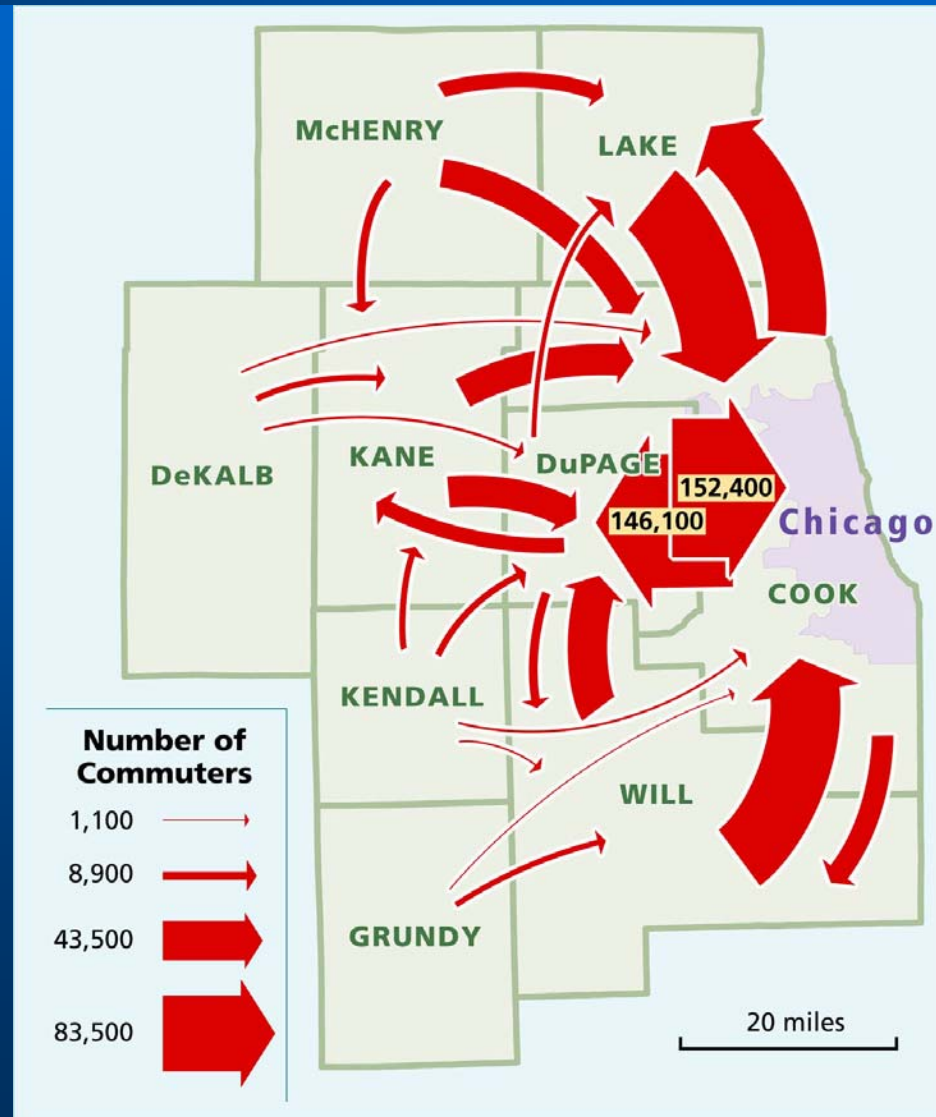 McHENRY
LAKE
DeKALB
KANE
DuPAGE
152,400
146,100
Chicago
COOK
KENDALL
WILL
GRUNDY
Number of
Commuters
1,100
8,900
43,500
83,500
20 miles